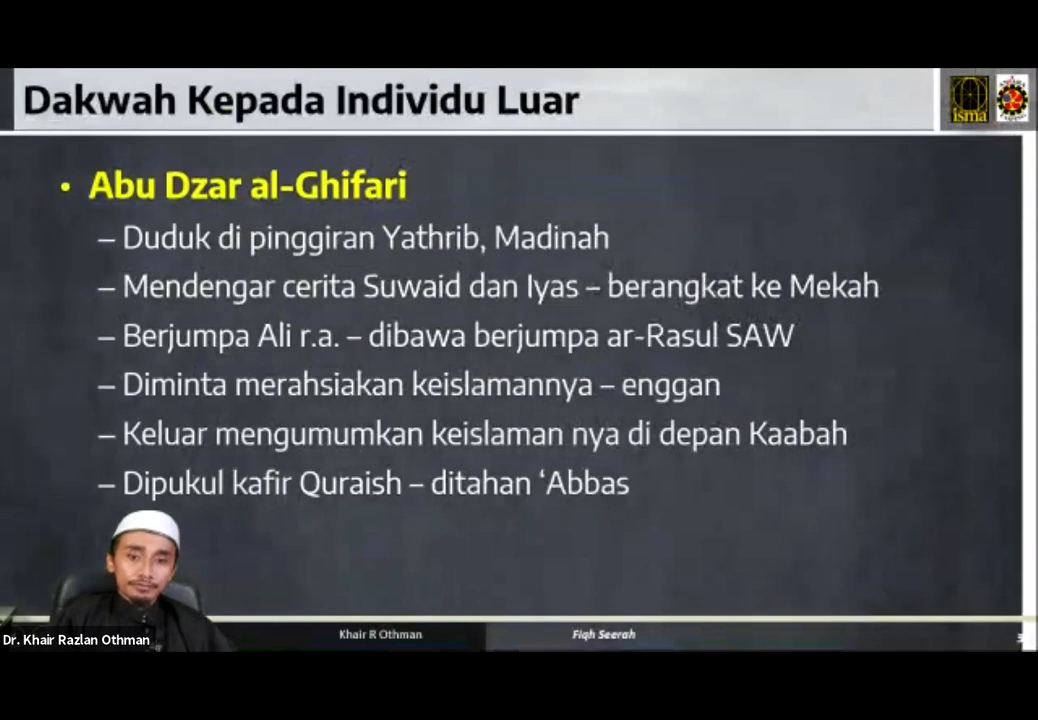 Dakwah Kepada Individu Luar
isma
• Abu Dzar al-Ghifari
– Duduk di pinggiran Yathrib, Madinah
– Mendengar cerita Suwaid dan Iyas – berangkat ke Mekah
– Berjumpa Ali r.a. – dibawa berjumpa ar-Rasul SAW
– Diminta merahsiakan keislamannya – enggan
– Keluar mengumumkan keislaman nya di depan Kaabah
– Dipukul kafir Quraish – ditahan ‘Abbas
Dr. Khair Razlan Othman
Khair R Othman
Fiqh Seerah